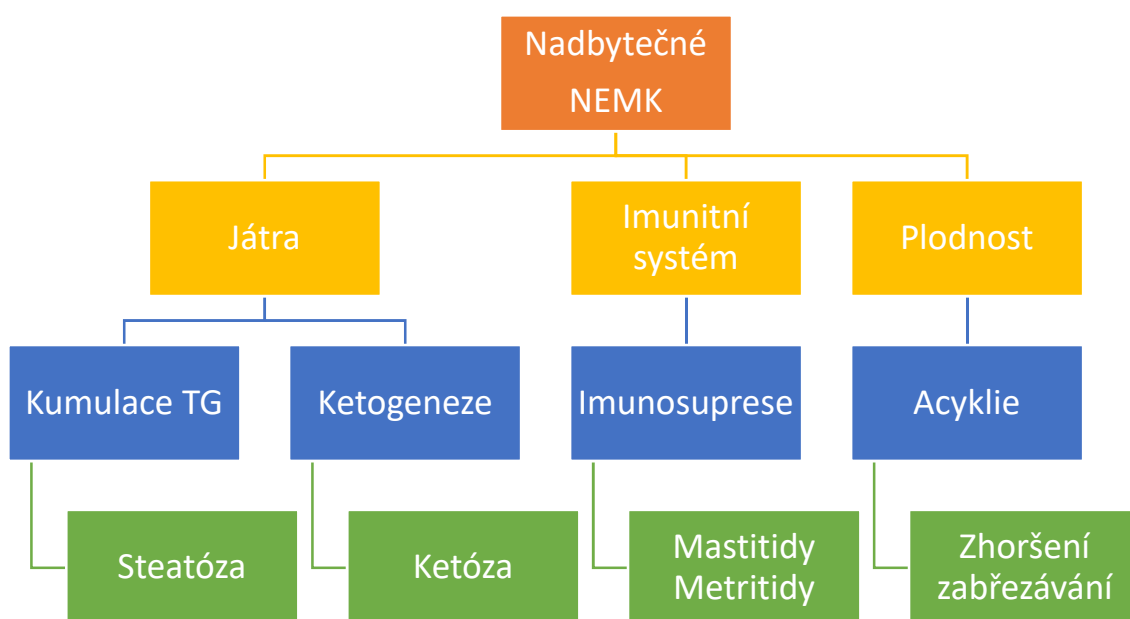 Nadbytečné
NEMK
Játra
Imunitní
systém
Plodnost
Kumulace TG
Ketogeneze
Imunosuprese
Acyklie
Steatóza
Ketóza
Mastitidy
Metritidy
Zhoršení
zabřezávání